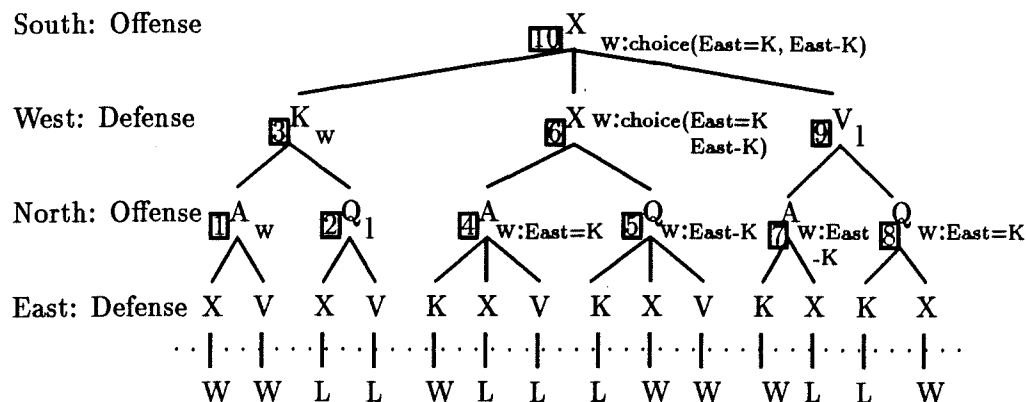 South: Offense 10 X w:choice(East=K, East-K)
West: Defense 3 K w 6 X w:choice(East=K East-K) 9 V l
North: Offense 1 A w 2 Q l 4 A w:East=K 5 Q w:East-K 7 A w:East -K 8 Q w:East=K
East: Defense X V X V K X V K X V K X K X
W W L L W L L L W W W L L W